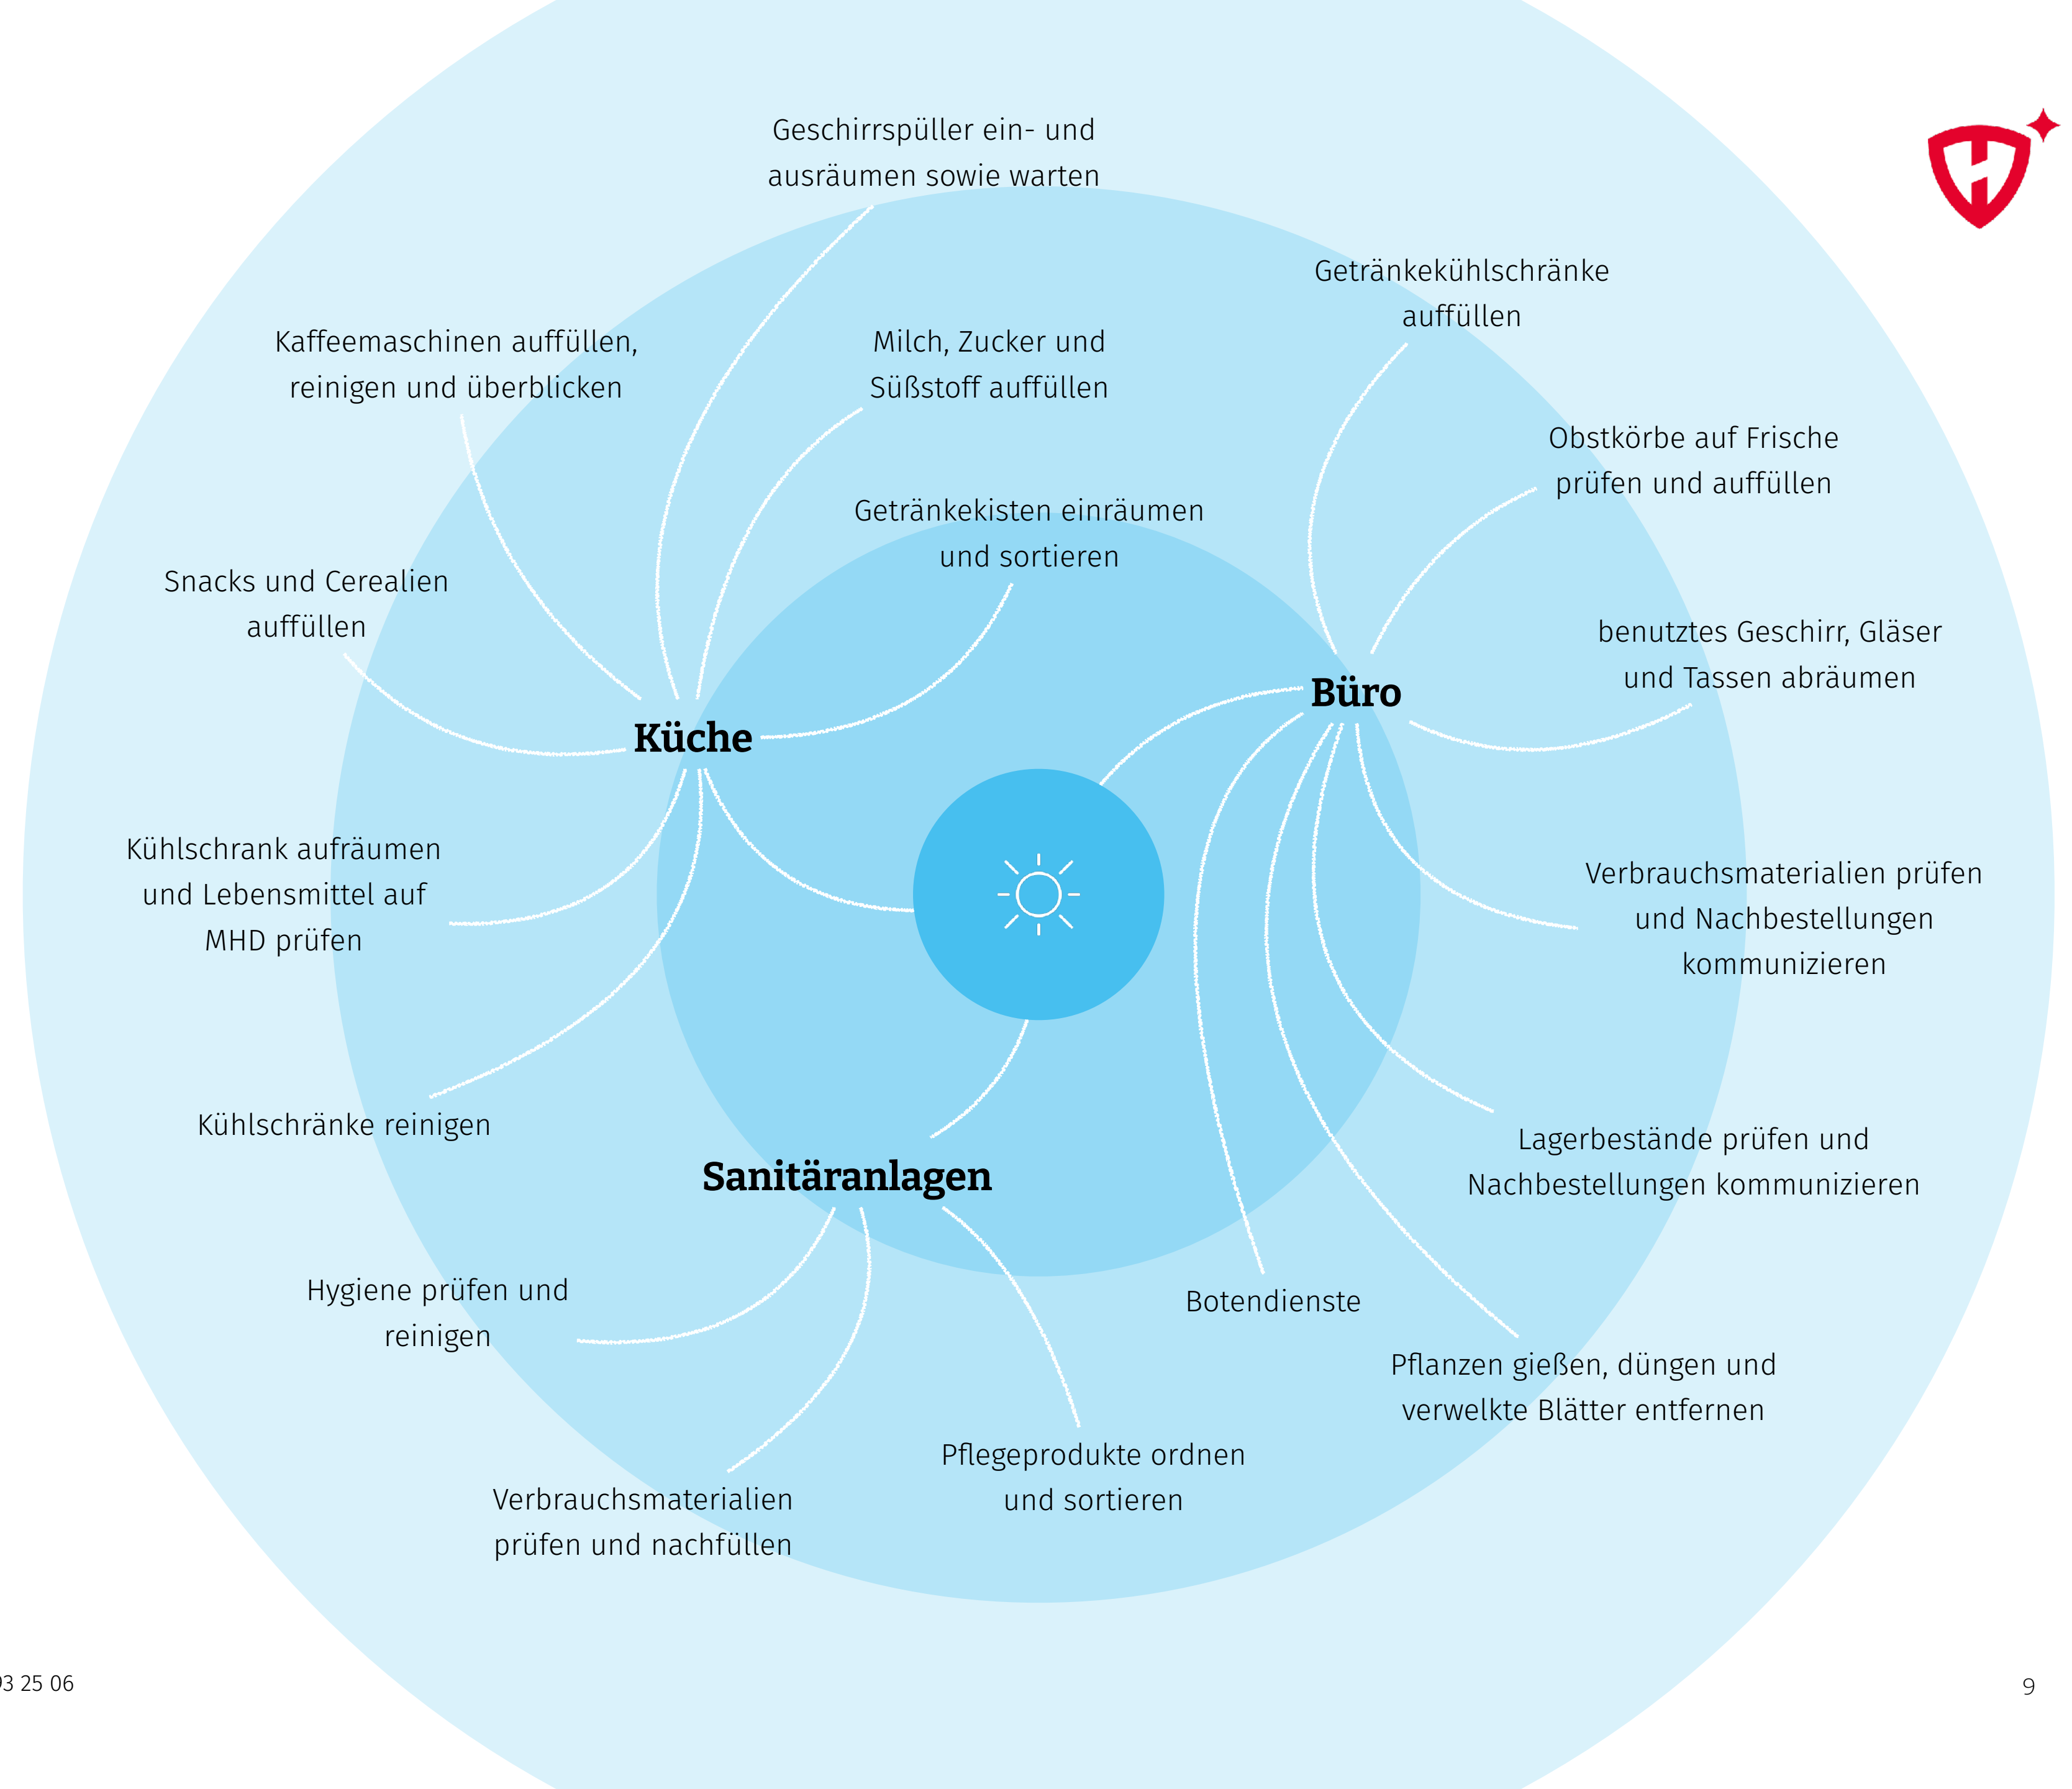 Geschirrspüller ein- und
ausräumen sowie warten
Getränkekühlschränke
auffüllen
Kaffeemaschinen auffüllen,
reinigen und überblicken
Milch, Zucker und
Süßstoff auffüllen
Obstkörbe auf Frische
prüfen und auffüllen
Getränkekisten einräumen
und sortieren
Snacks und Cerealien
auffüllen
benutztes Geschirr, Gläser
und Tassen abräumen
Büro
Küche
Kühlschrank aufräumen
und Lebensmittel auf
MHD prüfen
Verbrauchsmaterialien prüfen
und Nachbestellungen
kommunizieren
Kühlschränke reinigen
Lagerbestände prüfen und
Nachbestellungen kommunizieren
Sanitäranlagen
Hygiene prüfen und
reinigen
Botendienste
Pflanzen gießen, düngen und
verwelkte Blätter entfernen
Pflegeprodukte ordnen
und sortieren
Verbrauchsmaterialien
prüfen und nachfüllen
93 25 06
9